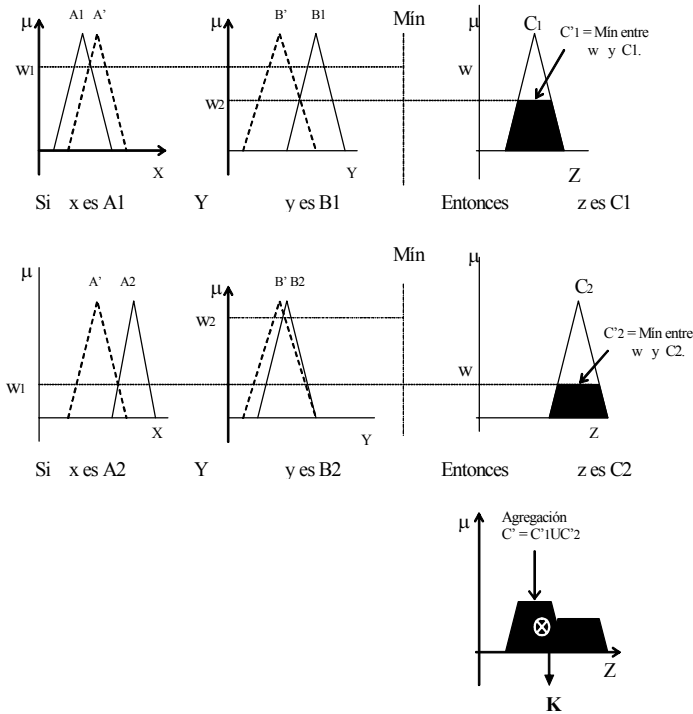 Mín
μ A1 A'
μ B' B1
μ C1
C'1 = Mín entre
w y C1.
W1
W
W2
X
Y
Z
Si x es A1 Y y es B1 Entonces z es C1
Mín
μ A' A2
μ B' B2
μ C2
W2
C'2 = Mín entre
w y C2.
W1
W
X
Y
Z
Si x es A2 Y y es B2 Entonces z es C2
μ
Agregación
C' = C'1UC'2
Z
K